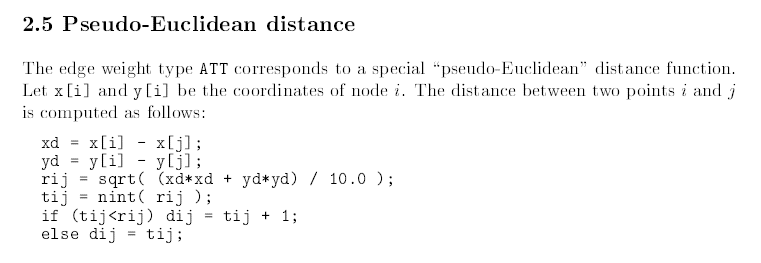 2.5 Pseudo-Euclidean distance
The edge weight type ATT corresponds to a special “pseudo-Euclidean” distance function.
Let x[i] and y[i] be the coordinates of node i. The distance between two points i and j
is computed as follows:
xd = x[i] - x[j];
yd = y[i] - y[j];
rij = sqrt( (xd*xd + yd*yd) / 10.0 );
tij = nint( rij );
if (tij<rij) dij = tij + 1;
else dij = tij;